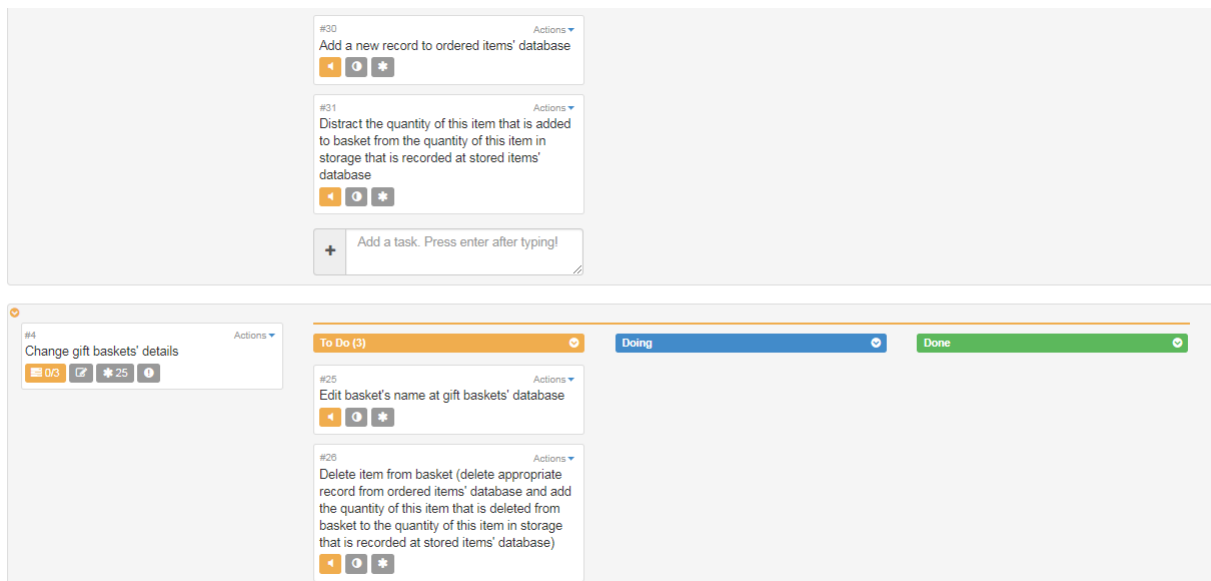 #30 Actions
Add a new record to ordered items' database
#31 Actions
Distract the quantity of this item that is added
to basket from the quantity of this item in
storage that is recorded at stored items'
database
Add a task. Press enter after typing!
#4 Actions
Change gift baskets' details
0/3 25
To Do (3) Doing Done
#25 Actions
Edit basket's name at gift baskets' database
#26 Actions
Delete item from basket (delete appropriate
record from ordered items' database and add
the quantity of this item that is deleted from
basket to the quantity of this item in storage
that is recorded at stored items' database)